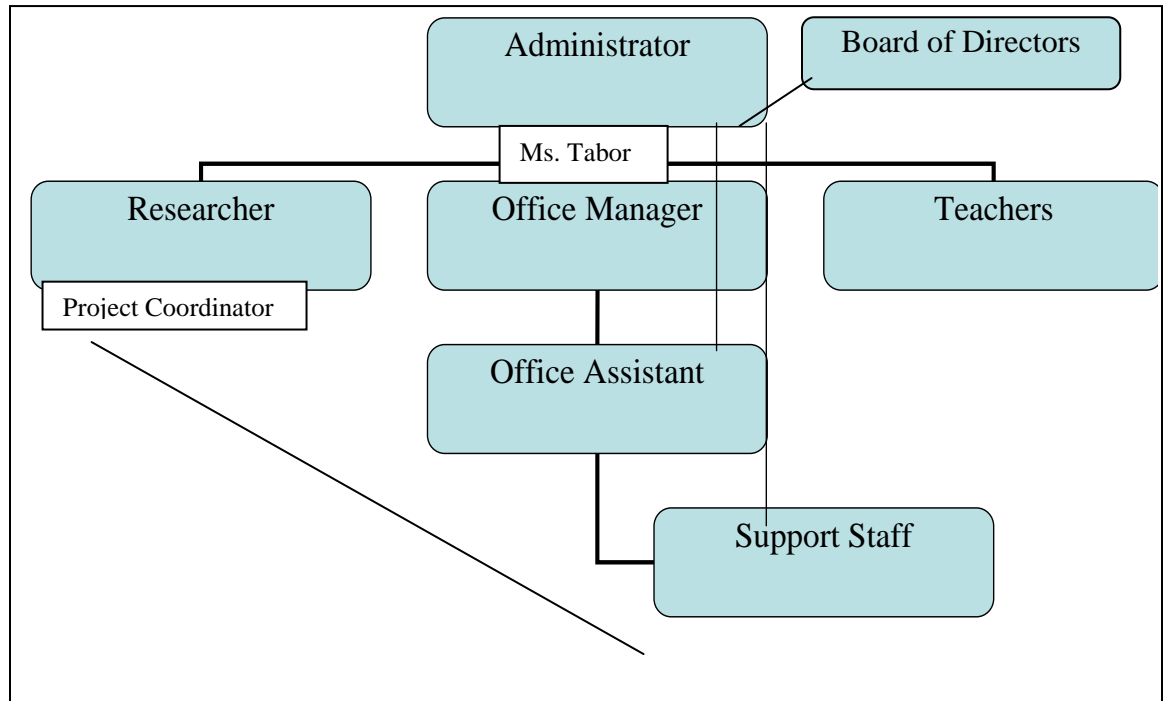 Administrator
Board of Directors
Ms. Tabor
Researcher
Office Manager
Teachers
Project Coordinator
Office Assistant
Support Staff